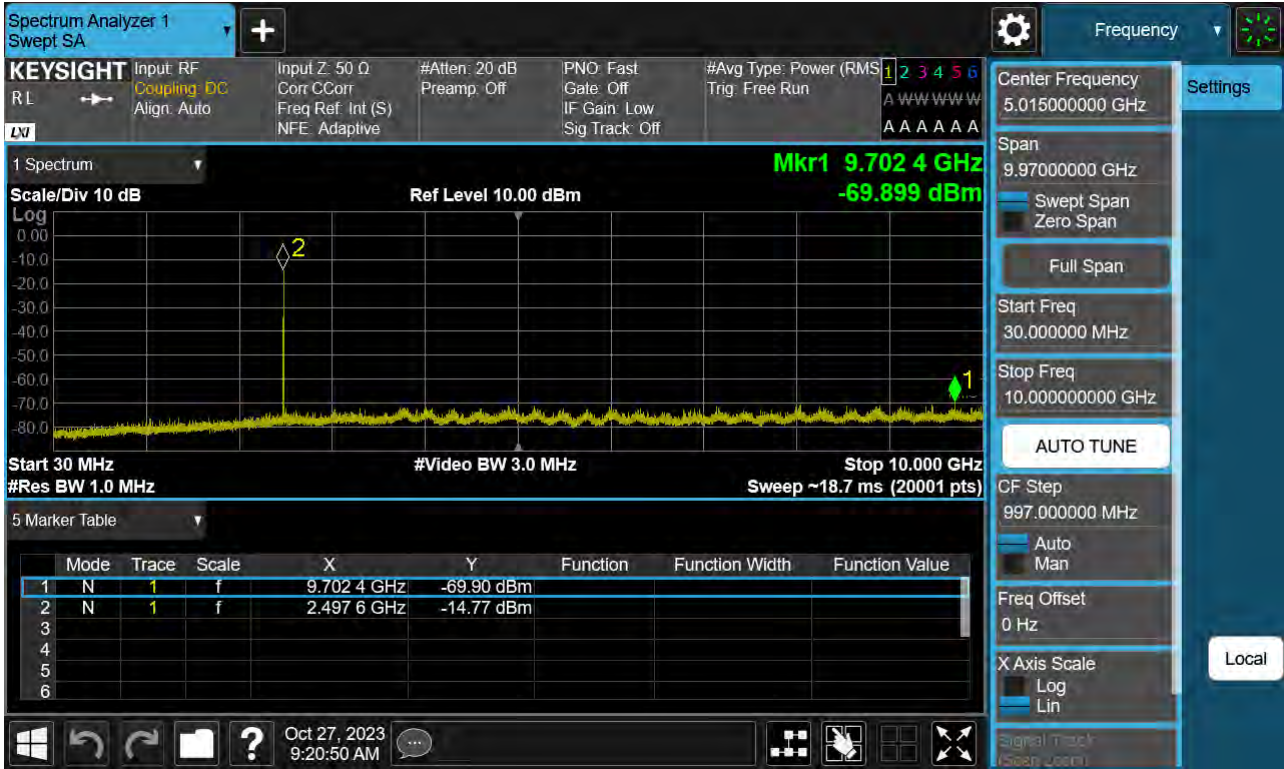 Spectrum Analyzer 1
Swept SA
+
Frequency
KEYSIGHT
RL
LXI
Input: RF
Coupling: DC
Align: Auto
Input Z: 50 Ω
Corr CCorr
Freq Ref: Int (S)
NFE: Adaptive
#Atten: 20 dB
Preamp: Off
PNO: Fast
Gate: Off
IF Gain: Low
Sig Track: Off
#Avg Type: Power (RMS
Trig: Free Run
1 2 3 4 5 6
A W W W W W
A A A A A A
1 Spectrum
Mkr1 9.702 4 GHz
-69.899 dBm
Scale/Div 10 dB
Ref Level 10.00 dBm
Log
0.00
-10.0
-20.0
-30.0
-40.0
-50.0
-60.0
-70.0
-80.0
2
1
Start 30 MHz
#Video BW 3.0 MHz
Stop 10.000 GHz
#Res BW 1.0 MHz
Sweep ~18.7 ms (20001 pts)
5 Marker Table
Mode Trace Scale X Y Function Function Width Function Value
1 N 1 f 9.702 4 GHz -69.90 dBm
2 N 1 f 2.497 6 GHz -14.77 dBm
3
4
5
6
Center Frequency
5.015000000 GHz
Span
9.97000000 GHz
Swept Span
Zero Span
Full Span
Start Freq
30.000000 MHz
Stop Freq
10.000000000 GHz
AUTO TUNE
CF Step
997.000000 MHz
Auto
Man
Freq Offset
0 Hz
X Axis Scale
Log
Lin
Signal Track
(Span Zoom)
Settings
Local
?
Oct 27, 2023
9:20:50 AM